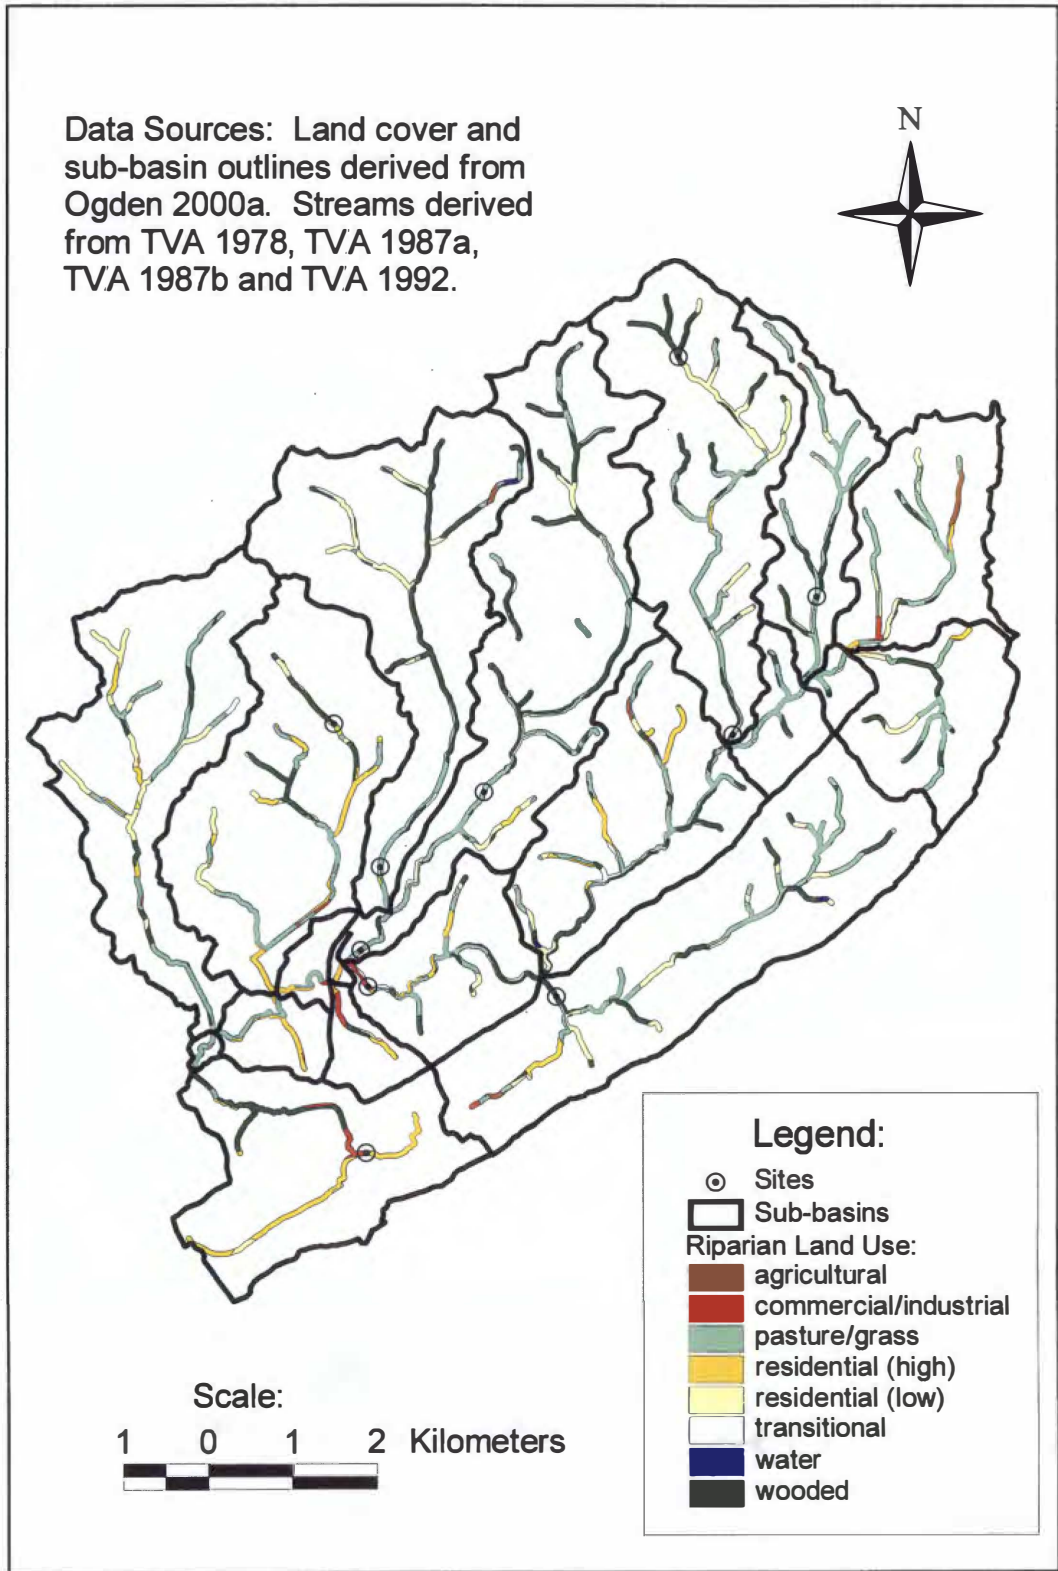 Data Sources: Land cover and
sub-basin outlines derived from
Ogden 2000a. Streams derived
from TVA 1978, TVA 1987a,
TVA 1987b and TVA 1992.
N
Legend:
Sites
Sub-basins
Riparian Land Use:
agricultural
commercial/industrial
pasture/grass
residential (high)
residential (low)
transitional
water
wooded
Scale:
1 0 1 2 Kilometers